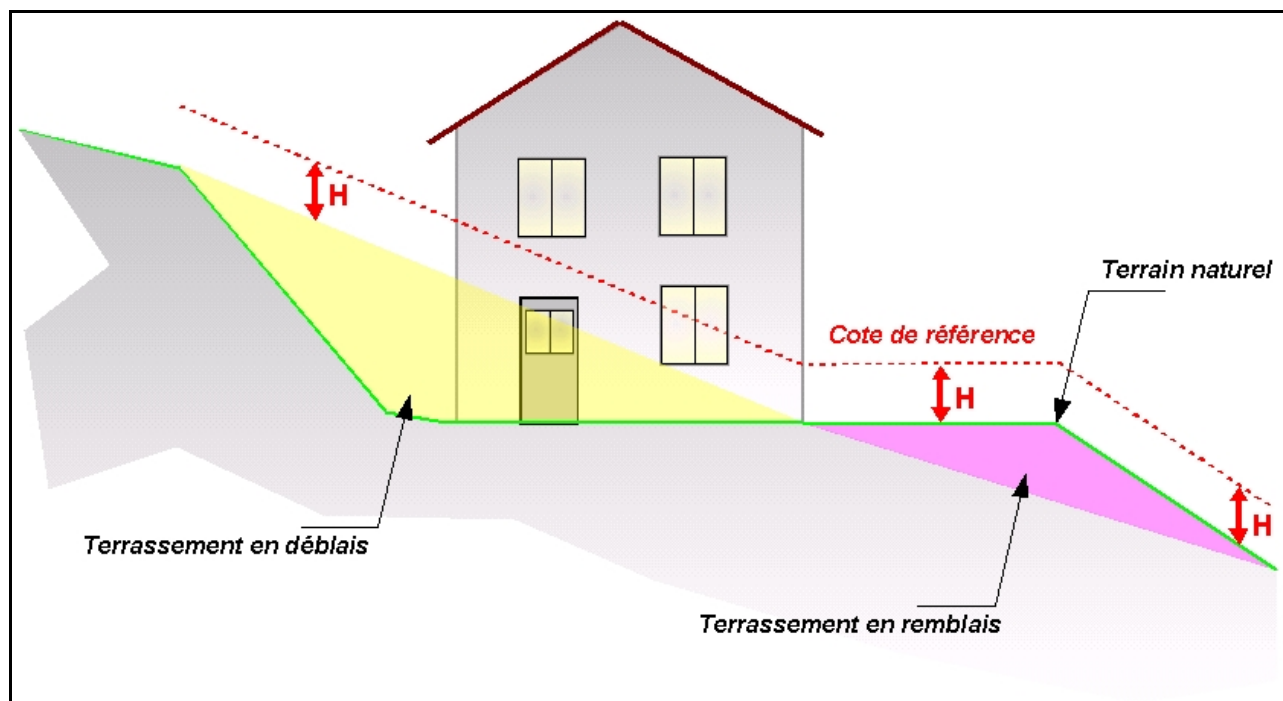 H
Terrain naturel
Cote de référence
H
H
Terrassement en déblais
Terrassement en remblais